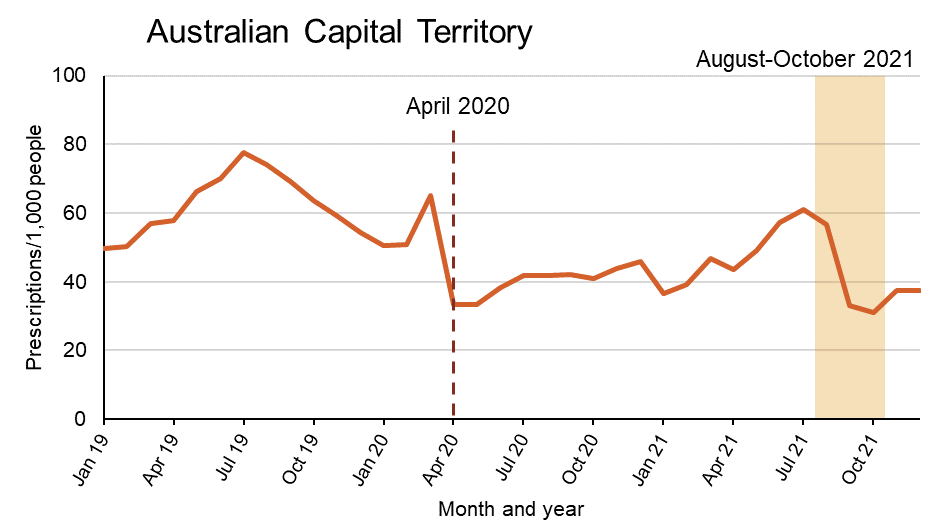 Australian Capital Territory
August-October 2021
April 2020
Prescriptions/1,000 people
100
80
60
40
20
0
Jan 19
Apr 19
Jul 19
Oct 19
Jan 20
Apr 20
Jul 20
Oct 20
Jan 21
Apr 21
Jul 21
Oct 21
Month and year